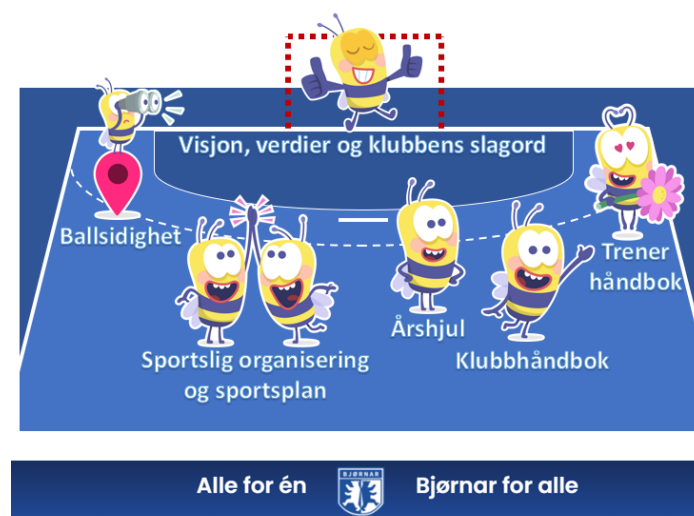 Visjon, verdier og klubbens slagord
Ballsidighet
Trener
håndbok
Årshjul
Sportslig organisering
og sportsplan
Klubbhåndbok
Alle for én
BJØRNAR
Bjørnar for alle